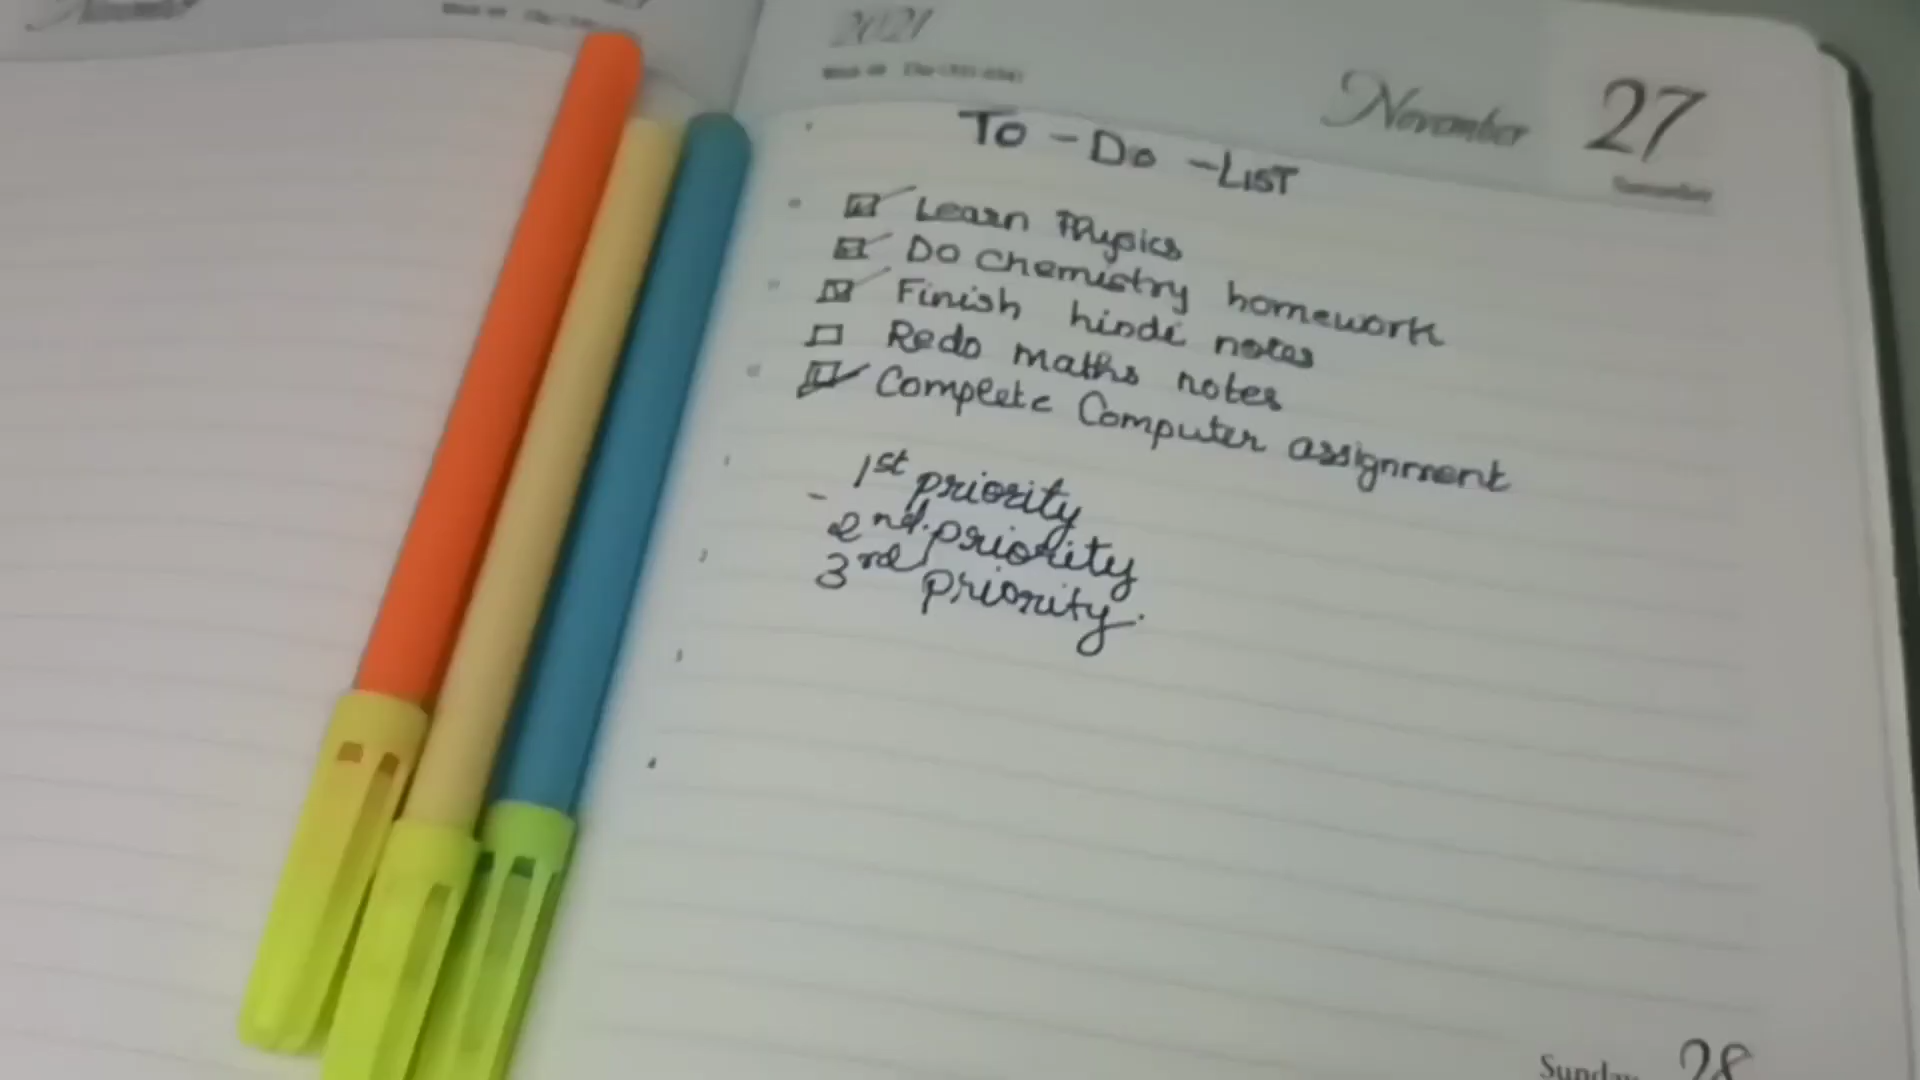 2021
November 27
To - Do - LIST
Learn Physics
Do chemistry homework
Finish hindi notes
Redo maths notes
Complete Computer assignment
1st priority
- 2nd. priority
3rd priority.
Sunday 28